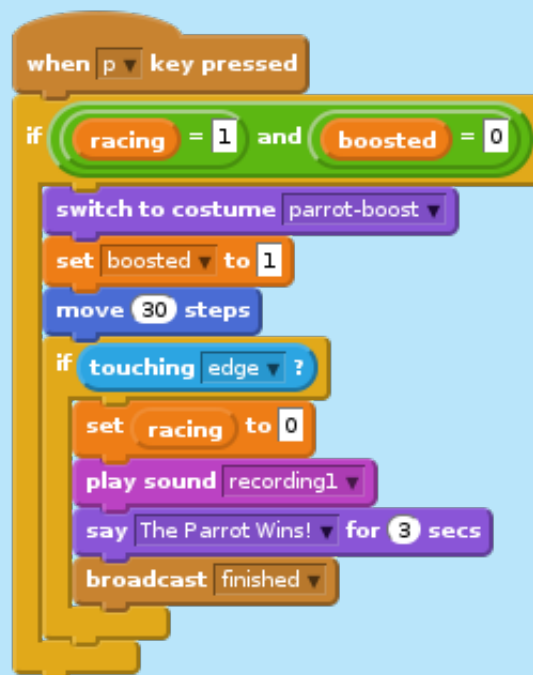 when p key pressed
if racing = 1 and boosted = 0
switch to costume parrot-boost
set boosted to 1
move 30 steps
if touching edge ?
set racing to 0
play sound recording1
say The Parrot Wins! for 3 secs
broadcast finished